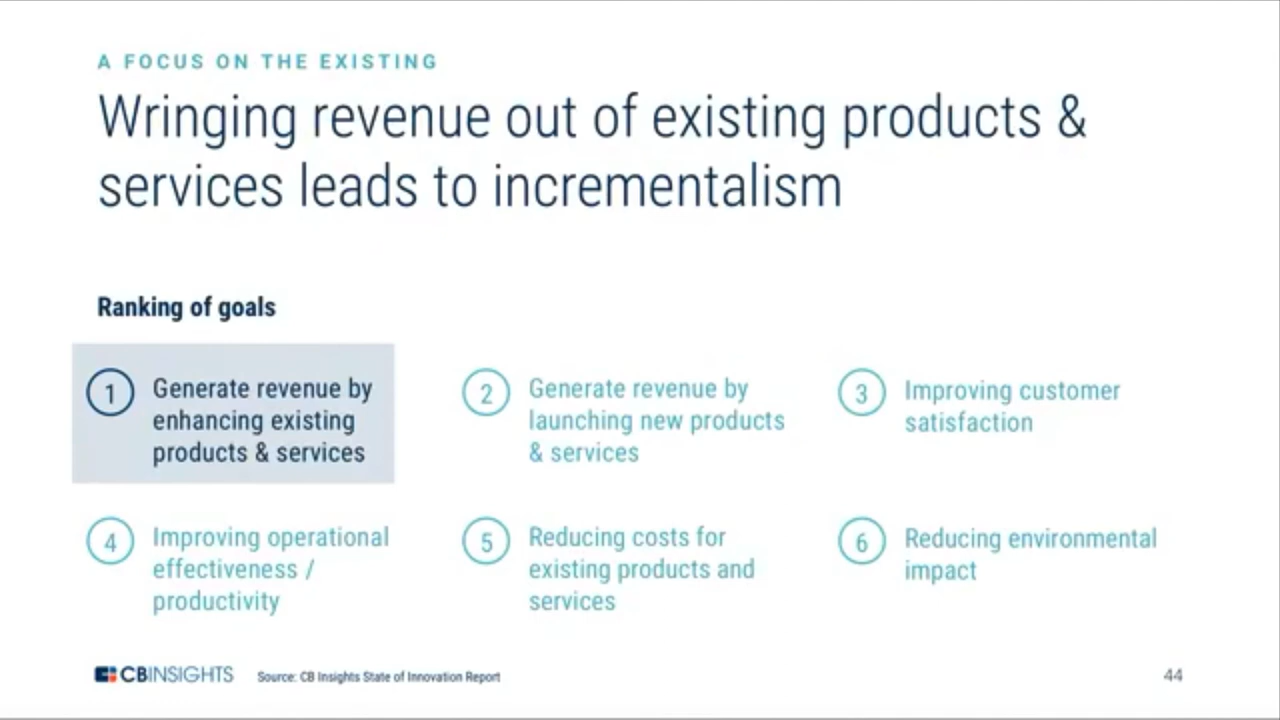 A FOCUS ON THE EXISTING
Wringing revenue out of existing products &
services leads to incrementalism
Ranking of goals
1 Generate revenue by
enhancing existing
products & services
2 Generate revenue by
launching new products
& services
3 Improving customer
satisfaction
4 Improving operational
effectiveness /
productivity
5 Reducing costs for
existing products and
services
6 Reducing environmental
impact
CBINSIGHTS Source: CB Insights State of Innovation Report 44